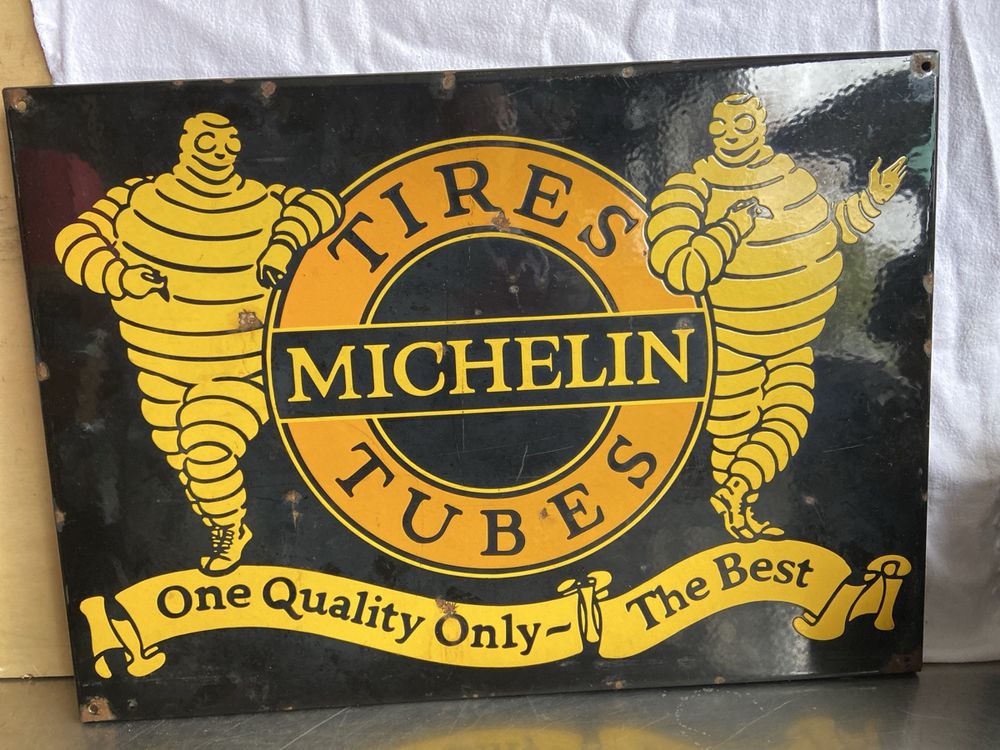 TIRES
MICHELIN
TUBES
One Quality Only~ The Best